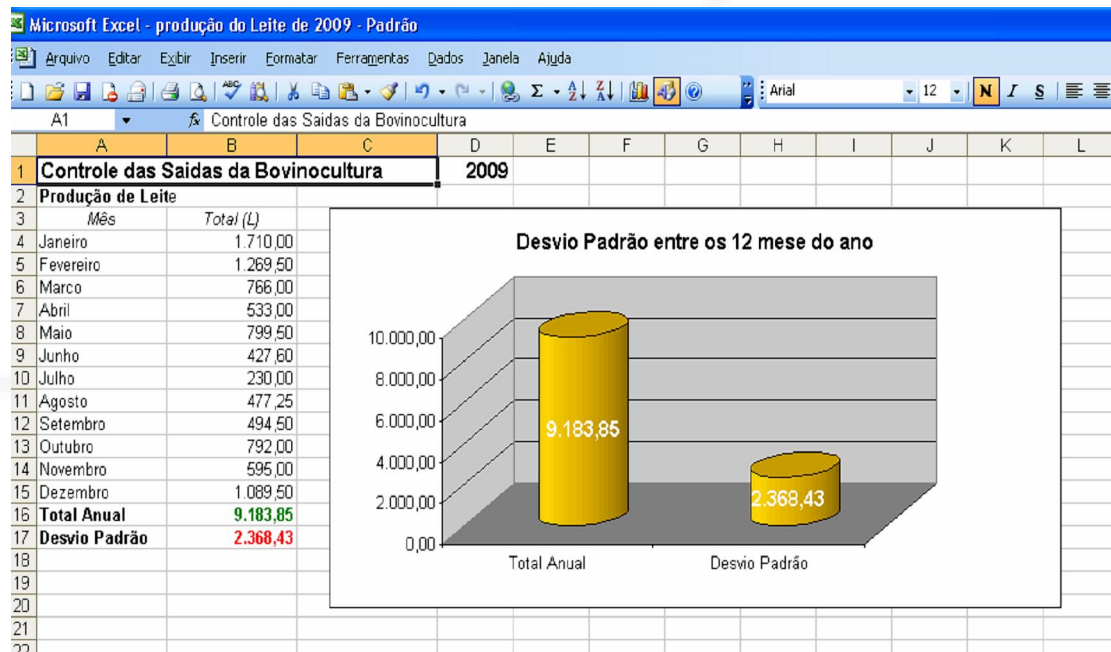 Microsoft Excel - produção do Leite de 2009 - Padrão
Arquivo Editar Exibir Inserir Formatar Ferramentas Dados Janela Ajuda
Arial 12 N I S
A1 fx Controle das Saidas da Bovinocultura
A B C D E F G H I J K L
1 Controle das Saidas da Bovinocultura 2009
2 Produção de Leite
3 Mês Total (L)
4 Janeiro 1.710,00
5 Fevereiro 1.269,50
6 Marco 766,00
7 Abril 533,00
8 Maio 799,50
9 Junho 427,60
10 Julho 230,00
11 Agosto 477,25
12 Setembro 494,50
13 Outubro 792,00
14 Novembro 595,00
15 Dezembro 1.089,50
16 Total Anual 9.183,85
17 Desvio Padrão 2.368,43
18
19
20
21
22
Desvio Padrão entre os 12 mese do ano
10.000,00
8.000,00
6.000,00
4.000,00
2.000,00
0,00
9.183,85
2.368,43
Total Anual Desvio Padrão